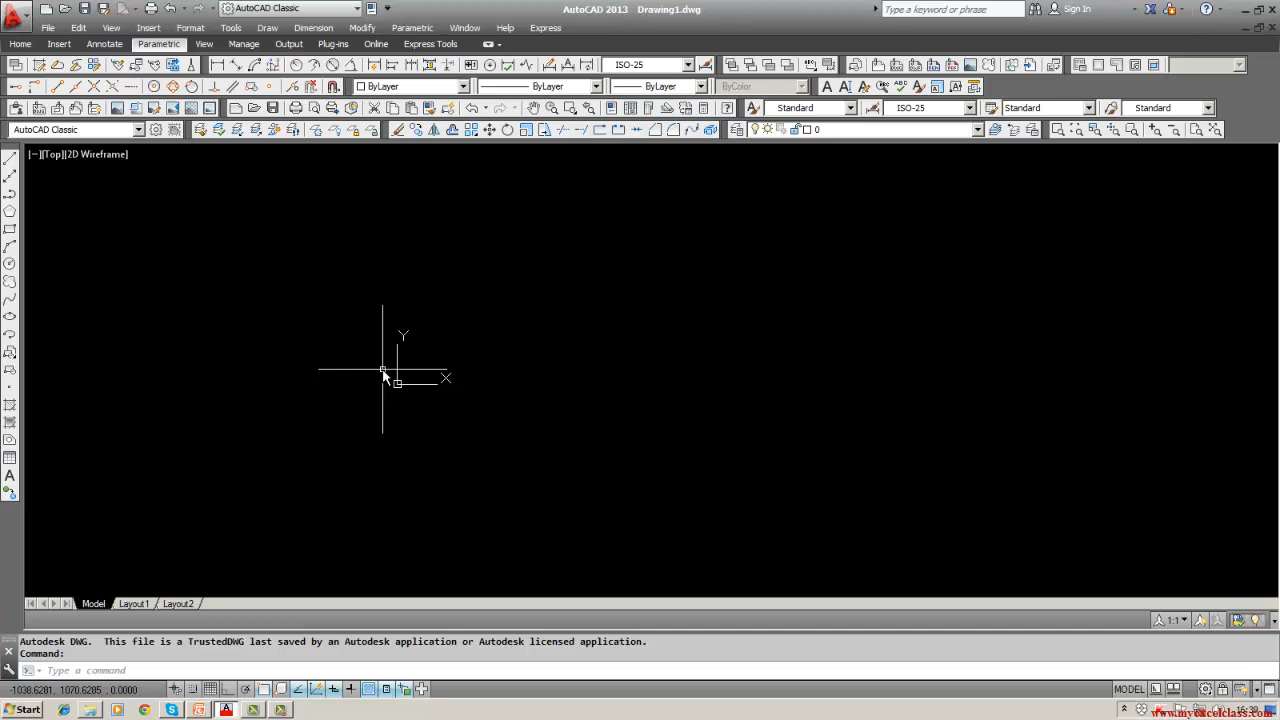 AutoCAD Classic
AutoCAD 2013 Drawing1.dwg
Type a keyword or phrase
Sign In
File Edit View Insert Format Tools Draw Dimension Modify Parametric Window Help Express
Home Insert Annotate Parametric View Manage Output Plug-ins Online Express Tools
ISO-25
ByLayer ByLayer ByLayer ByColor
Standard ISO-25 Standard Standard
AutoCAD Classic 0
[−][Top][2D Wireframe]
Y
X
Model Layout1 Layout2
1:1
Autodesk DWG. This file is a TrustedDWG last saved by an Autodesk application or Autodesk licensed application.
Command:
Type a command
-1038.6281, 1070.6285, 0.0000 MODEL
Start 16:39
www.myexcelclass.com